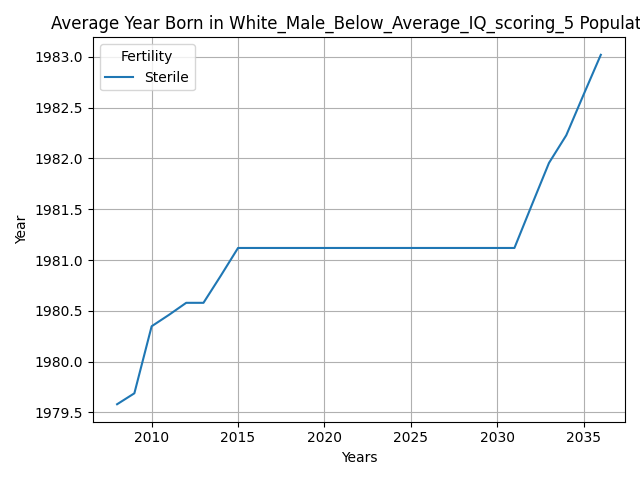 Average Year Born in White_Male_Below_Average_IQ_scoring_5 Populat
Fertility
Sterile
1983.0
1982.5
1982.0
1981.5
1981.0
1980.5
1980.0
1979.5
Year
2010 2015 2020 2025 2030 2035
Years